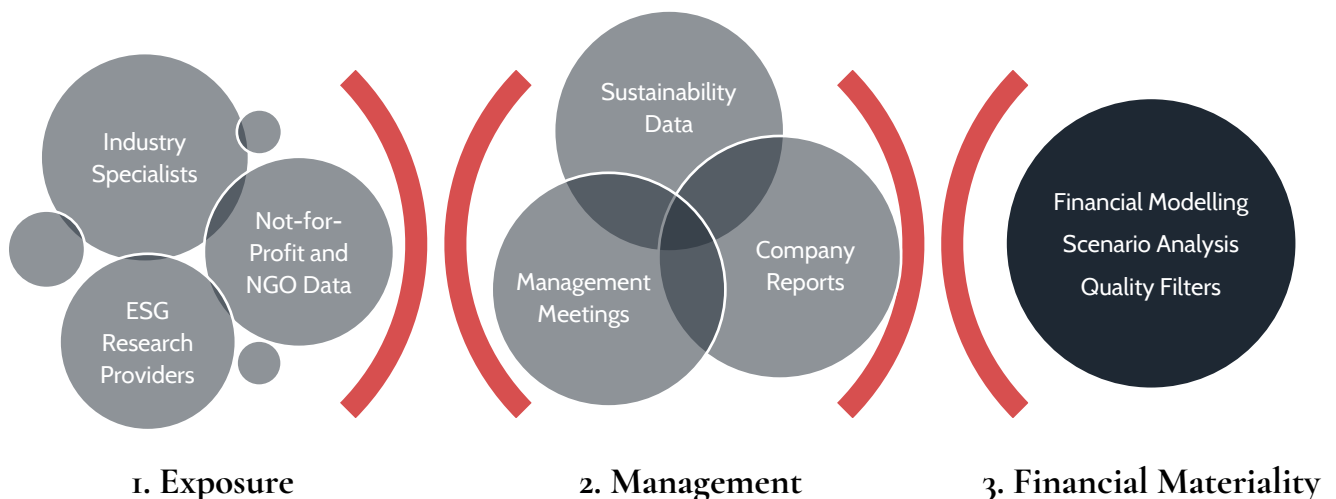 Industry
Specialists
Not-for-
Profit and
NGO Data
ESG
Research
Providers
1. Exposure
Sustainability
Data
Company
Reports
Management
Meetings
2. Management
Financial Modelling
Scenario Analysis
Quality Filters
3. Financial Materiality